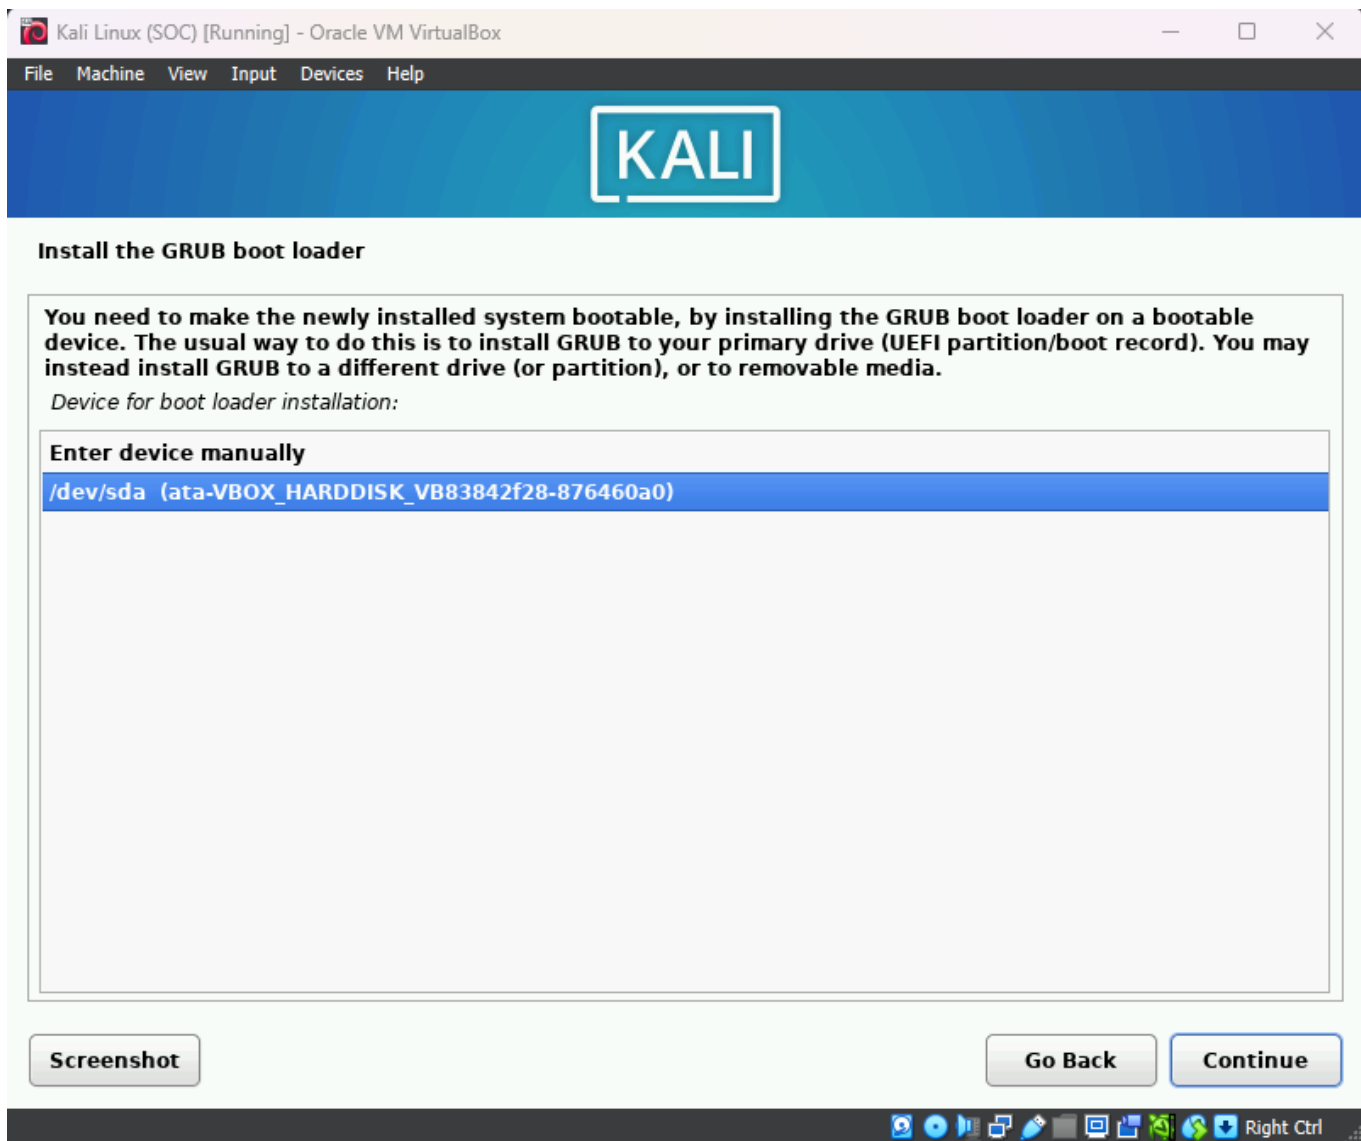 Kali Linux (SOC) [Running] - Oracle VM VirtualBox
File Machine View Input Devices Help
KALI
Install the GRUB boot loader
You need to make the newly installed system bootable, by installing the GRUB boot loader on a bootable
device. The usual way to do this is to install GRUB to your primary drive (UEFI partition/boot record). You may
instead install GRUB to a different drive (or partition), or to removable media.
Device for boot loader installation:
Enter device manually
/dev/sda (ata-VBOX_HARDDISK_VB83842f28-876460a0)
Screenshot Go Back Continue
Right Ctrl